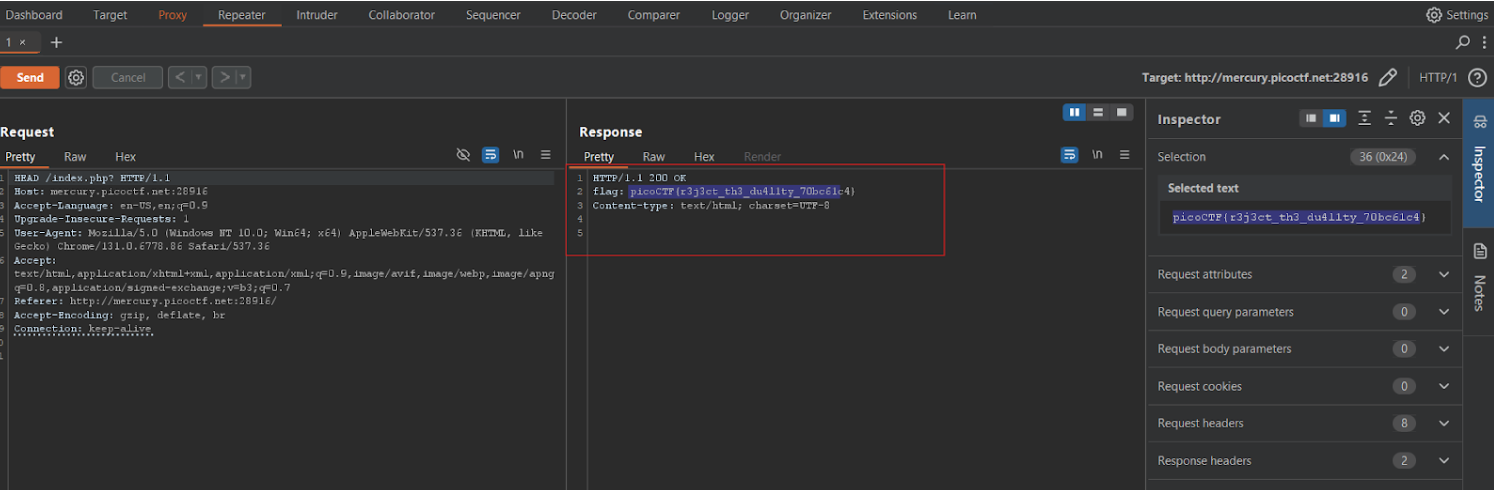 Dashboard Target Proxy Repeater Intruder Collaborator Sequencer Decoder Comparer Logger Organizer Extensions Learn Settings
1 × +
Send Cancel < > Target: http://mercury.picoctf.net:28916 HTTP/1 ?
Request
Pretty Raw Hex \n
HEAD /index.php? HTTP/1.1
2 Host: mercury.picoctf.net:28916
3 Accept-Language: en-US,en;q=0.9
4 Upgrade-Insecure-Requests: 1
5 User-Agent: Mozilla/5.0 (Windows NT 10.0; Win64; x64) AppleWebKit/537.36 (KHTML, like
Gecko) Chrome/131.0.6778.86 Safari/537.36
6 Accept:
text/html,application/xhtml+xml,application/xml;q=0.9,image/avif,image/webp,image/apng
q=0.8,application/signed-exchange;v=b3;q=0.7
7 Referer: http://mercury.picoctf.net:28916/
8 Accept-Encoding: gzip, deflate, br
9 Connection: keep-alive
0
1
Response
Pretty Raw Hex Render \n
1 HTTP/1.1 200 OK
2 flag: picoCTF{r3j3ct_th3_du4l1ty_70bc61c4}
3 Content-type: text/html; charset=UTF-8
4
5
Inspector
Selection 36 (0x24)
Selected text
picoCTF{r3j3ct_th3_du4l1ty_70bc61c4}
Request attributes 2
Request query parameters 0
Request body parameters 0
Request cookies 0
Request headers 8
Response headers 2
Inspector
Notes